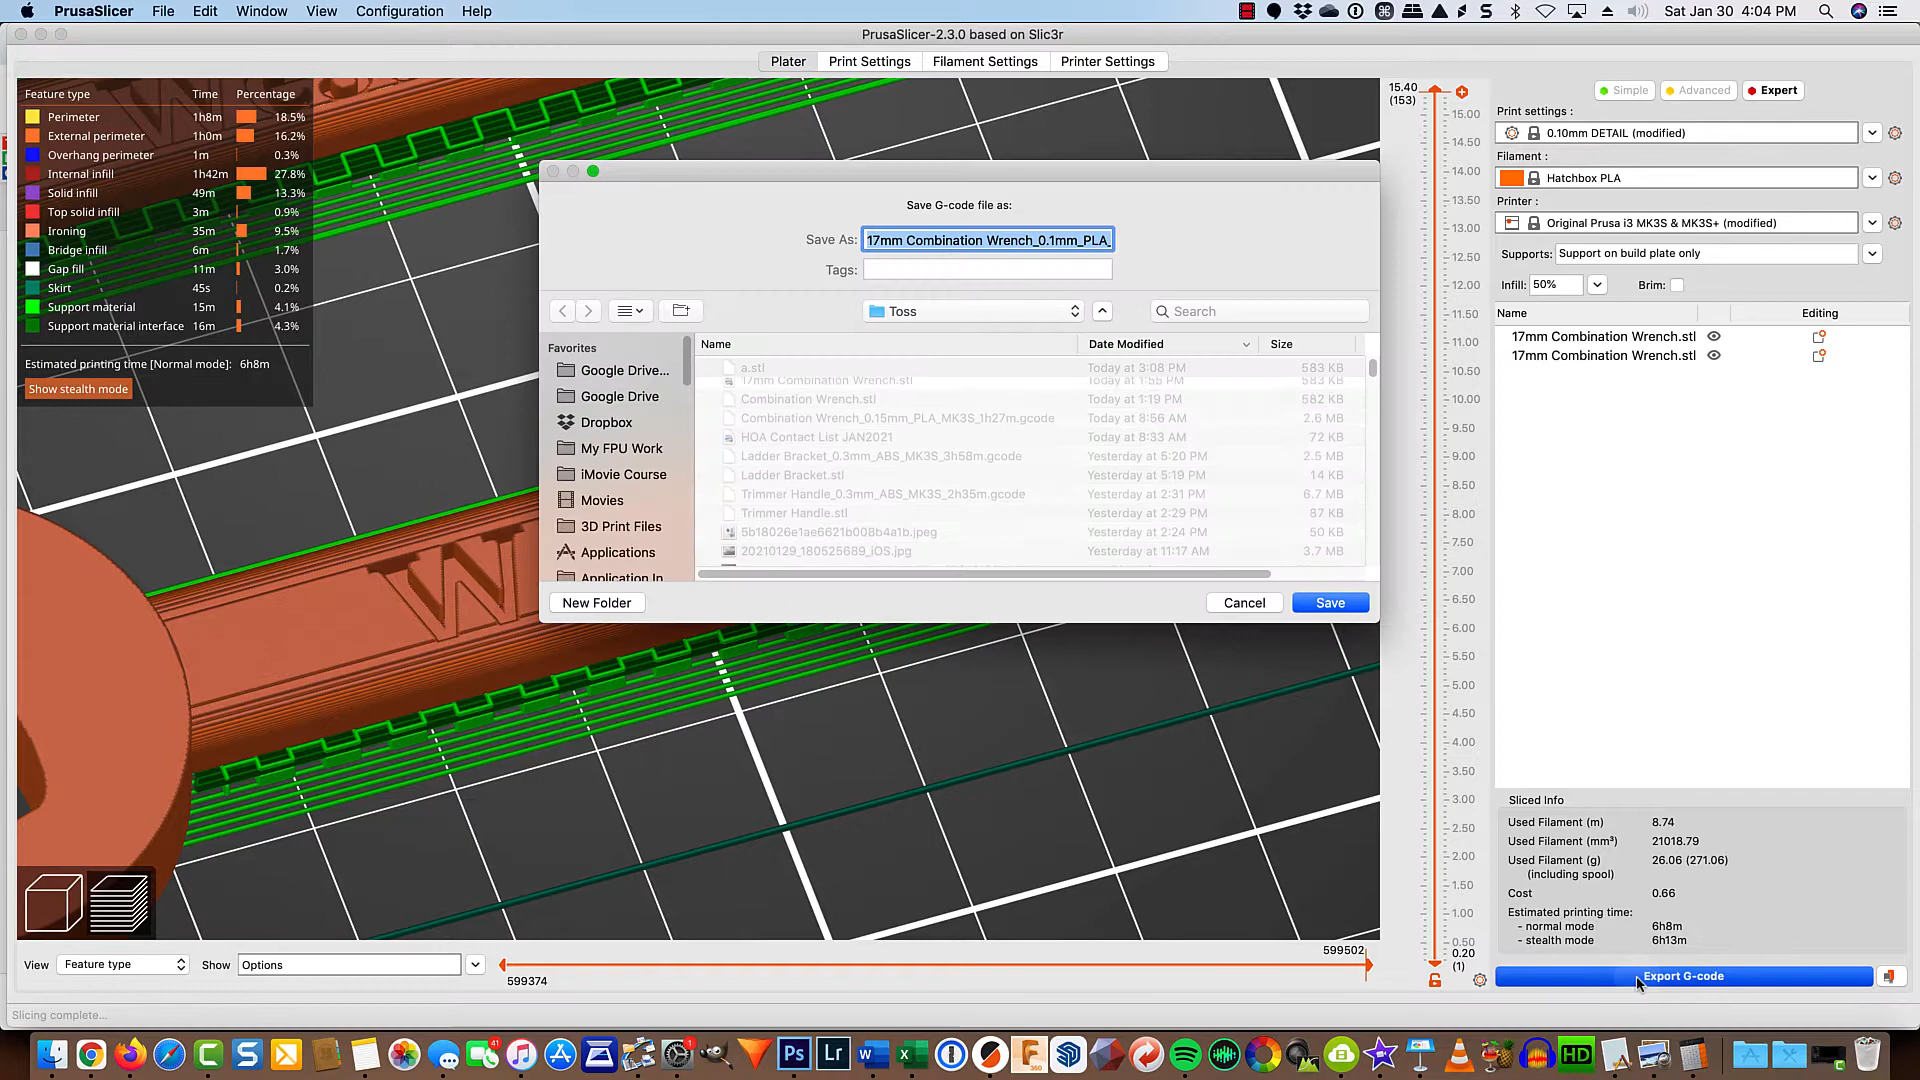 PrusaSlicer File Edit Window View Configuration Help Sat Jan 30 4:04 PM
PrusaSlicer-2.3.0 based on Slic3r
Plater Print Settings Filament Settings Printer Settings
Feature type Time Percentage
Perimeter 1h8m 18.5%
External perimeter 1h0m 16.2%
Overhang perimeter 1m 0.3%
Internal infill 1h42m 27.8%
Solid infill 49m 13.3%
Top solid infill 3m 0.9%
Ironing 35m 9.5%
Bridge infill 6m 1.7%
Gap fill 11m 3.0%
Skirt 45s 0.2%
Support material 15m 4.1%
Support material interface 16m 4.3%
Estimated printing time [Normal mode]: 6h8m
Show stealth mode
W
Save G-code file as:
Save As: 17mm Combination Wrench_0.1mm_PLA_
Tags:
Toss
Search
Favorites
Google Drive...
Google Drive
Dropbox
My FPU Work
iMovie Course
Movies
3D Print Files
Applications
Application In
Name Date Modified Size
a.stl Today at 3:08 PM 583 KB
17mm Combination Wrench.stl Today at 1:55 PM 583 KB
Combination Wrench.stl Today at 1:19 PM 582 KB
Combination Wrench_0.15mm_PLA_MK3S_1h27m.gcode Today at 8:56 AM 2.6 MB
HOA Contact List JAN2021 Today at 8:33 AM 72 KB
Ladder Bracket_0.3mm_ABS_MK3S_3h58m.gcode Yesterday at 5:20 PM 2.5 MB
Ladder Bracket.stl Yesterday at 5:19 PM 14 KB
Trimmer Handle_0.3mm_ABS_MK3S_2h35m.gcode Yesterday at 2:31 PM 6.7 MB
Trimmer Handle.stl Yesterday at 2:29 PM 87 KB
5b18026e1ae6621b008b4a1b.jpeg Yesterday at 2:24 PM 50 KB
20210129_180525689_iOS.jpg Yesterday at 11:17 AM 3.7 MB
New Folder Cancel Save
15.40
(153)
15.00
14.50
14.00
13.50
13.00
12.50
12.00
11.50
11.00
10.50
10.00
9.50
9.00
8.50
8.00
7.50
7.00
6.50
6.00
5.50
5.00
4.50
4.00
3.50
3.00
2.50
2.00
1.50
1.00
0.50
0.20
(1)
Simple Advanced Expert
Print settings :
0.10mm DETAIL (modified)
Filament :
Hatchbox PLA
Printer :
Original Prusa i3 MK3S & MK3S+ (modified)
Supports: Support on build plate only
Infill: 50% Brim:
Name Editing
17mm Combination Wrench.stl
17mm Combination Wrench.stl
Sliced Info
Used Filament (m) 8.74
Used Filament (mm³) 21018.79
Used Filament (g) 26.06 (271.06)
(including spool)
Cost 0.66
Estimated printing time:
- normal mode 6h8m
- stealth mode 6h13m
Export G-code
View Feature type Show Options
599502
599374
Slicing complete...
41
1
Ps
Lr
W
X
F
360
HD